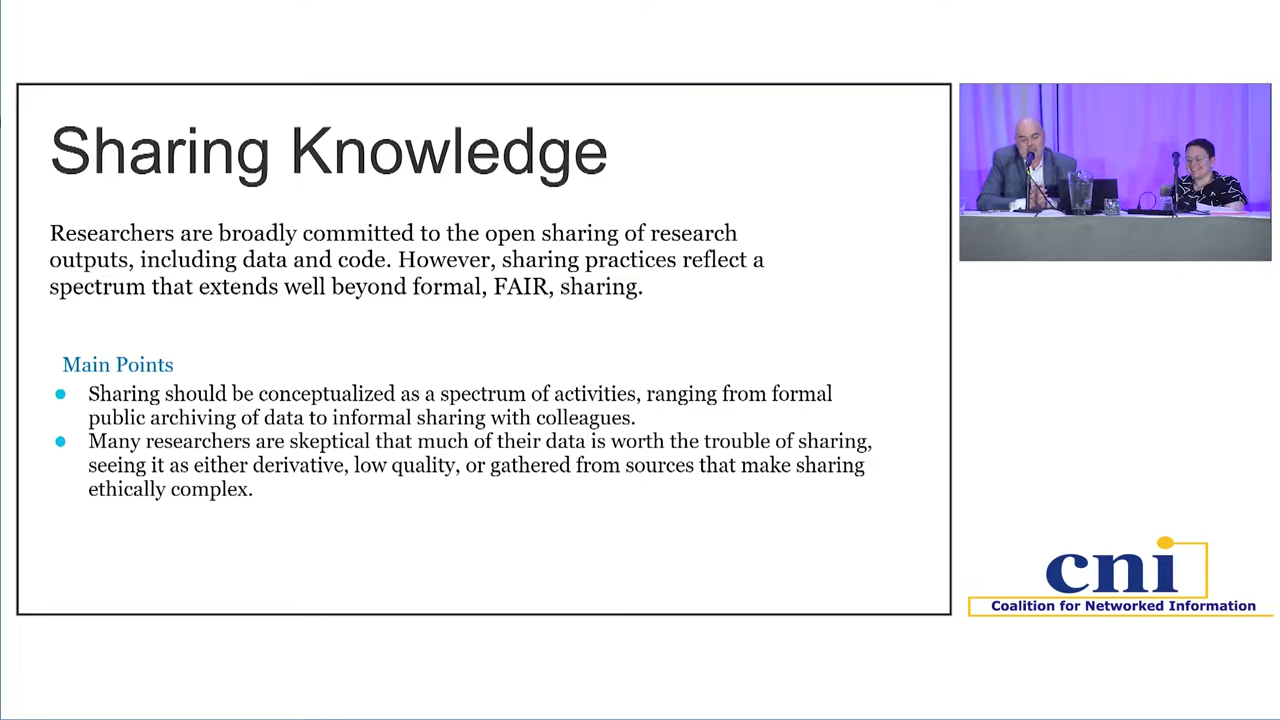 Sharing Knowledge
Researchers are broadly committed to the open sharing of research
outputs, including data and code. However, sharing practices reflect a
spectrum that extends well beyond formal, FAIR, sharing.
Main Points
Sharing should be conceptualized as a spectrum of activities, ranging from formal
public archiving of data to informal sharing with colleagues.
Many researchers are skeptical that much of their data is worth the trouble of sharing,
seeing it as either derivative, low quality, or gathered from sources that make sharing
ethically complex.
cni
Coalition for Networked Information